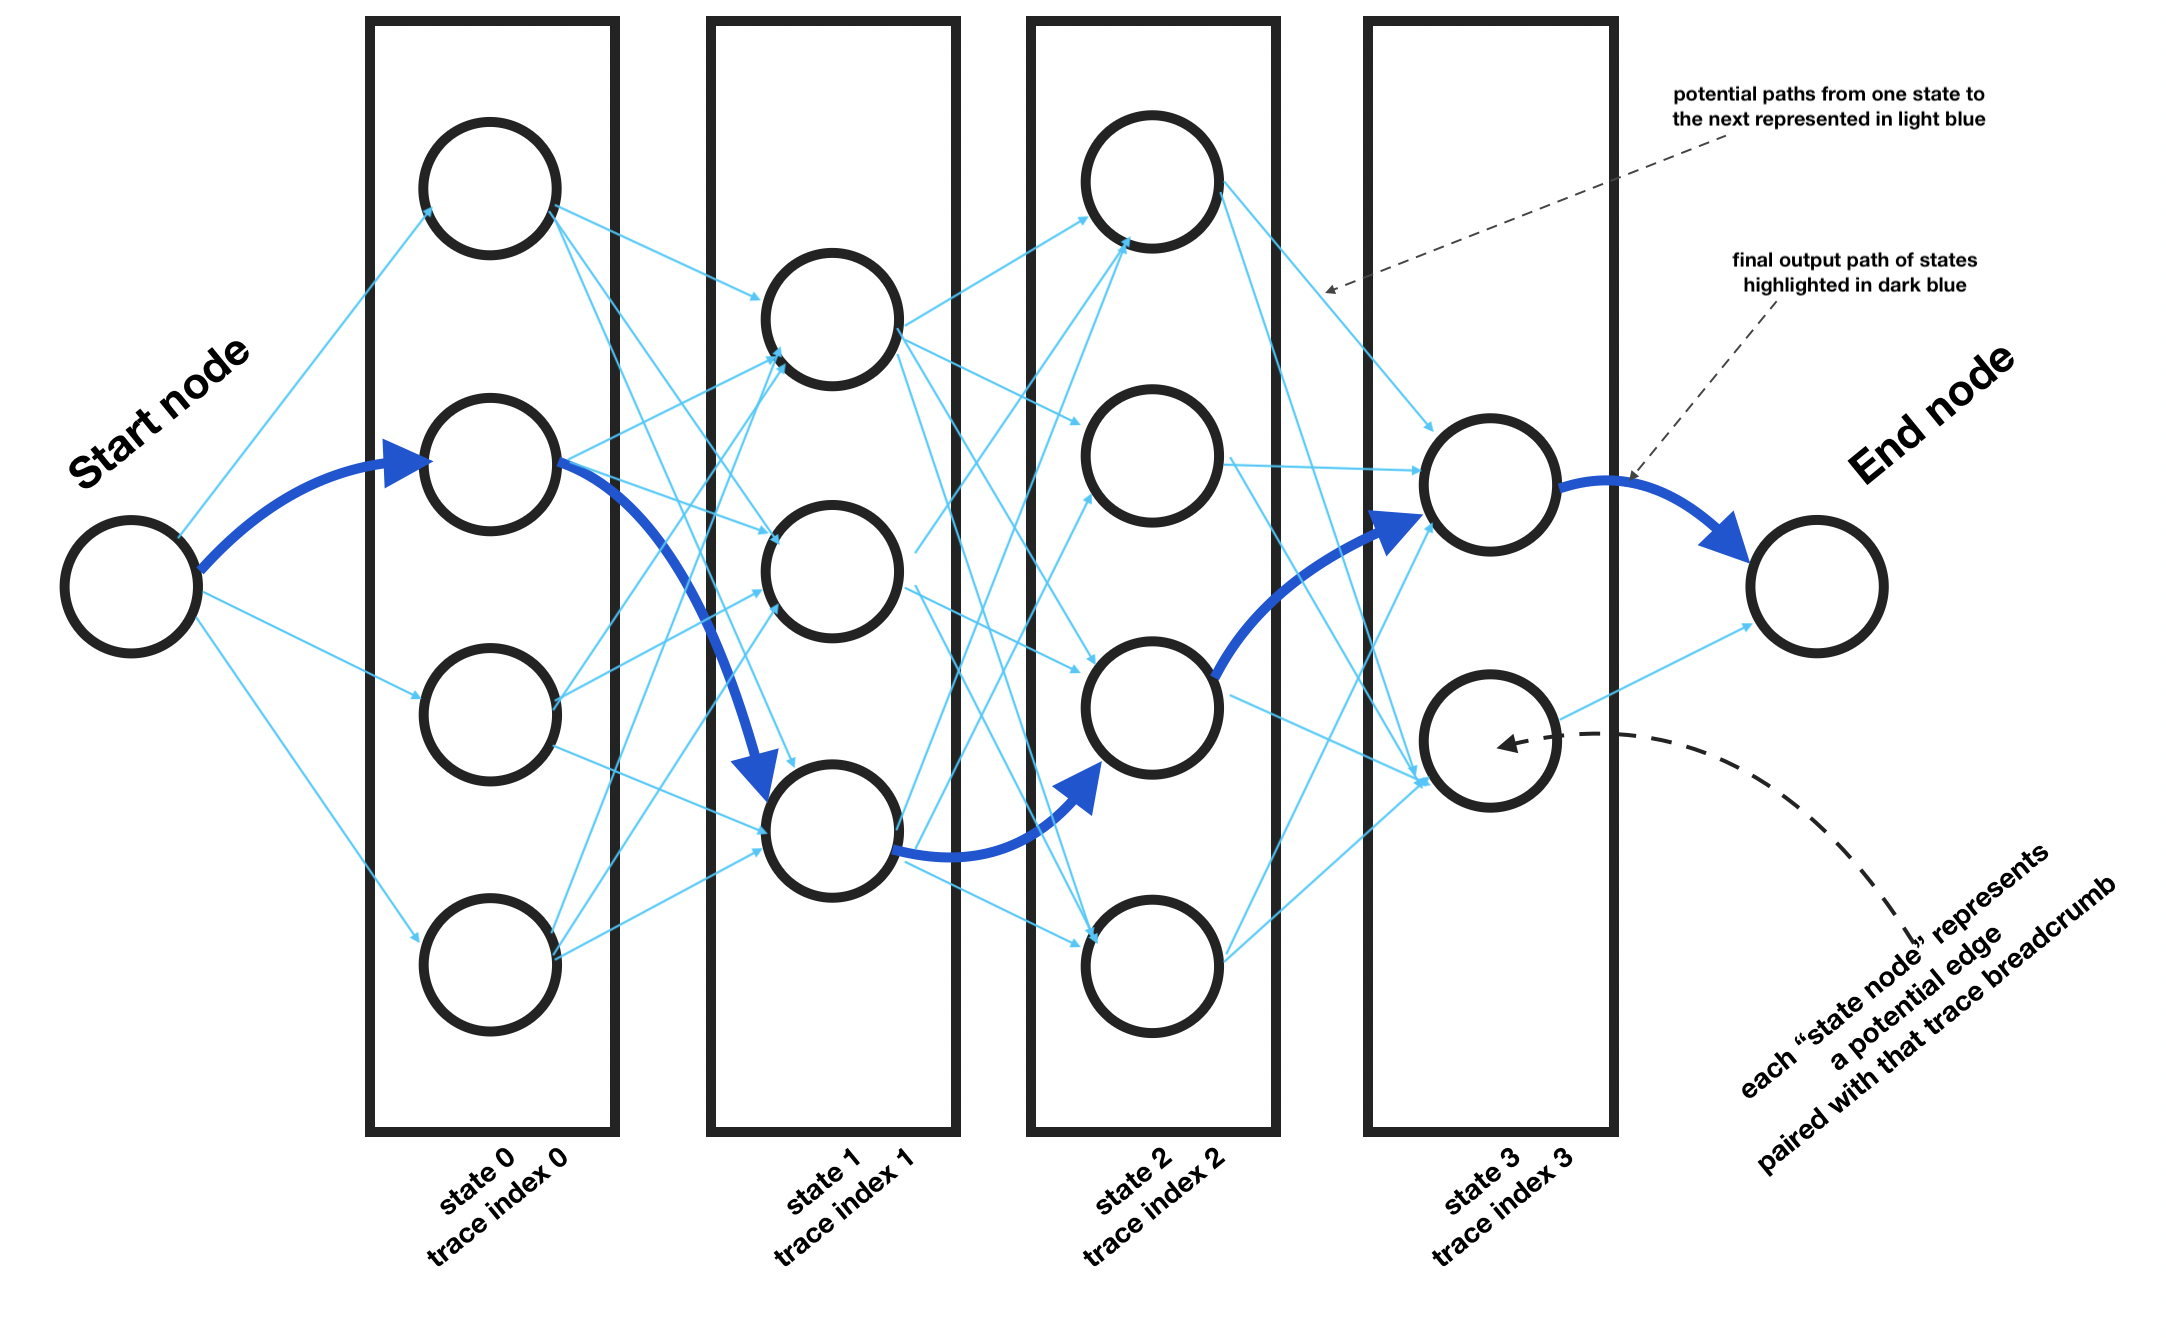 potential paths from one state to
the next represented in light blue
final output path of states
highlighted in dark blue
Start node
End node
each “state node” represents
a potential edge
paired with that trace breadcrumb
state 0
trace index 0
state 1
trace index 1
state 2
trace index 2
state 3
trace index 3